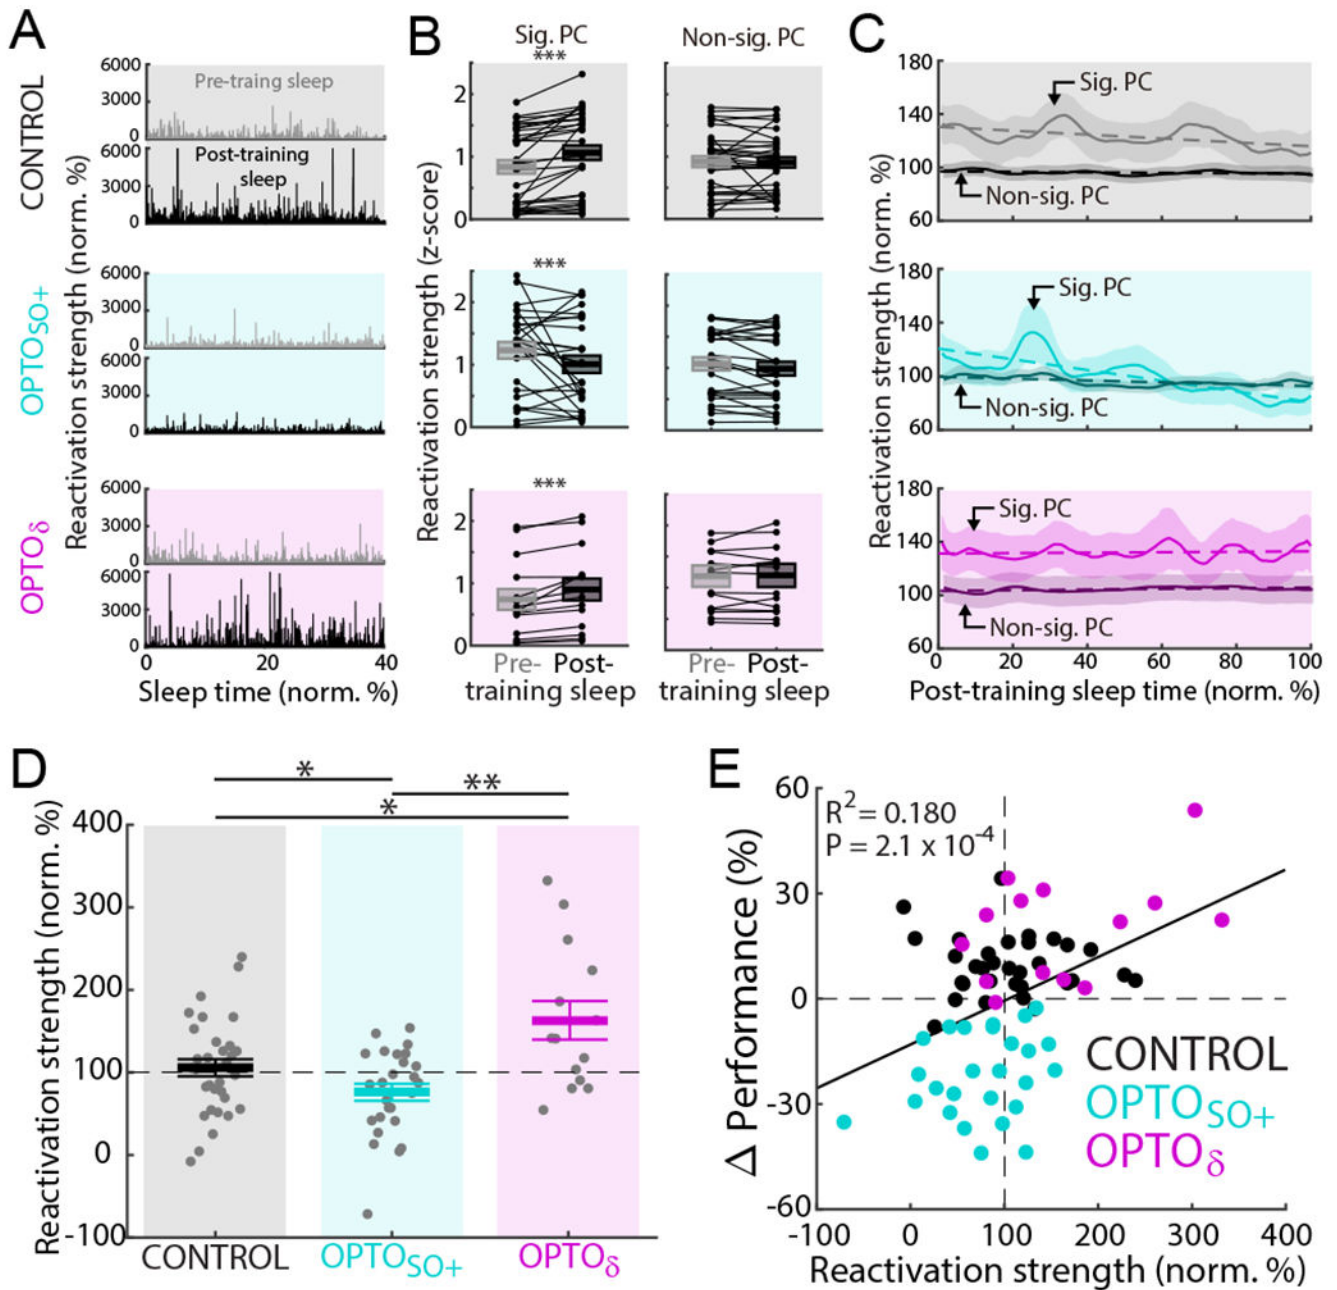 A
CONTROL
Reactivation strength (norm. %)
6000
3000
0
Pre-traing sleep
6000
3000
0
Post-training
sleep
OPTOSO+
6000
3000
0
6000
3000
0
OPTOδ
6000
3000
0
6000
3000
0
0 20 40
Sleep time (norm. %)
B
Sig. PC
Non-sig. PC
Reactivation strength (z-score)
***
2
1
0
***
2
1
0
***
2
1
0
Pre- Post-
training sleep
Pre- Post-
training sleep
C
Reactivation strength (norm. %)
180
140
100
60
Sig. PC
Non-sig. PC
180
140
100
60
Sig. PC
Non-sig. PC
180
140
100
60
Sig. PC
Non-sig. PC
0 20 40 60 80 100
Post-training sleep time (norm. %)
D
* **
*
Reactivation strength (norm. %)
400
300
200
100
0
-100
CONTROL OPTOSO+ OPTOδ
E
Δ Performance (%)
60
30
0
-30
-60
R2 = 0.180
P = 2.1 x 10-4
CONTROL
OPTOSO+
OPTOδ
-100 0 100 200 300 400
Reactivation strength (norm. %)